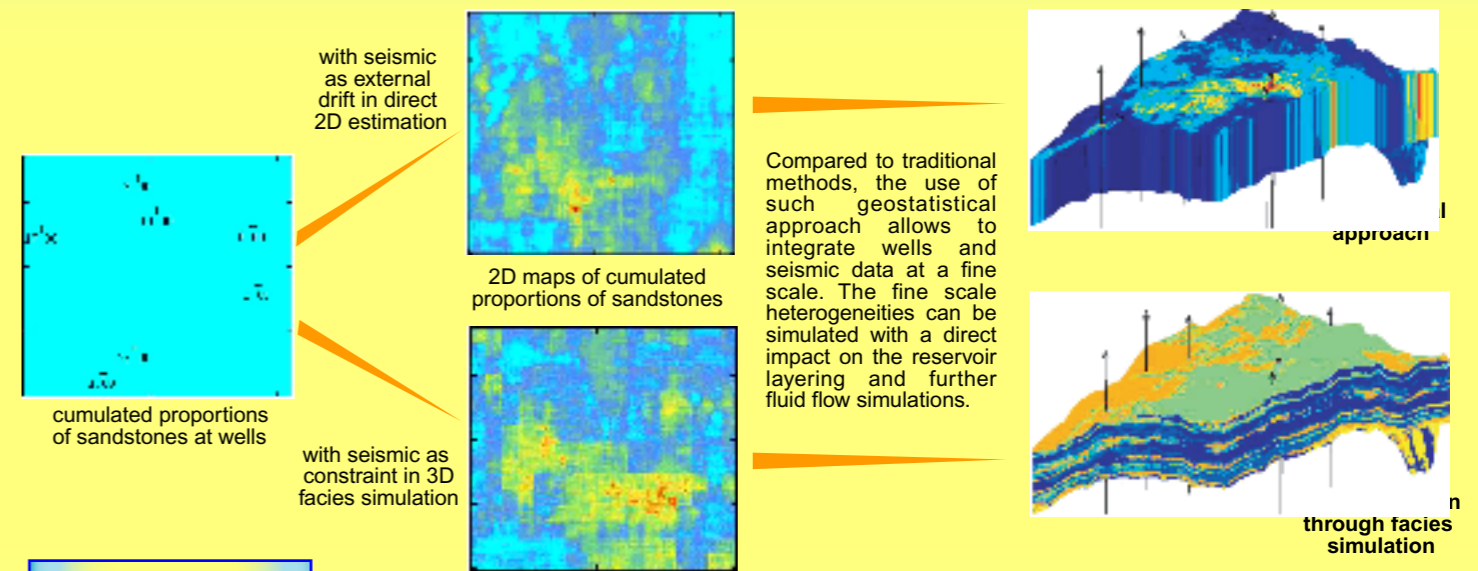 with seismic
as external
drift in direct
2D estimation
cumulated proportions
of sandstones at wells
with seismic as
constraint in 3D
facies simulation
2D maps of cumulated
proportions of sandstones
Compared to traditional
methods, the use of
such geostatistical
approach allows to
integrate wells and
seismic data at a fine
scale. The fine scale
heterogeneities can be
simulated with a direct
impact on the reservoir
layering and further
fluid flow simulations.
approach
through facies
simulation